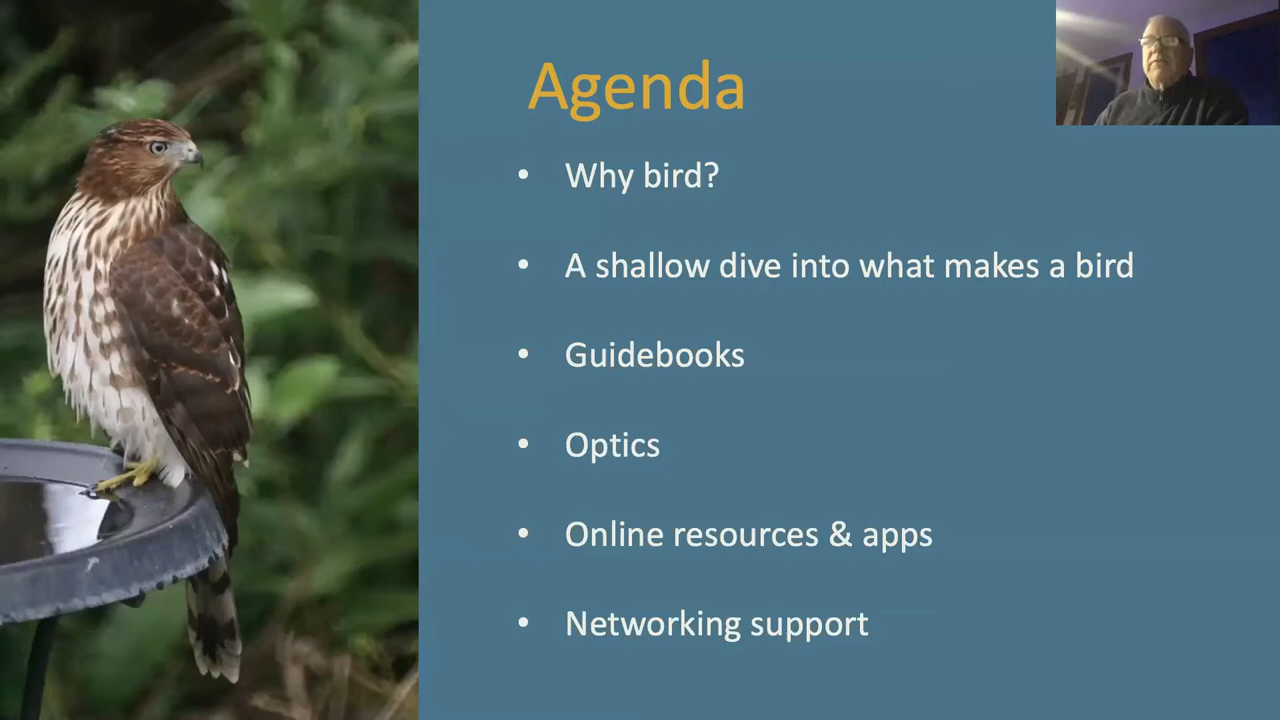 Agenda
• Why bird?
• A shallow dive into what makes a bird
• Guidebooks
• Optics
• Online resources & apps
• Networking support